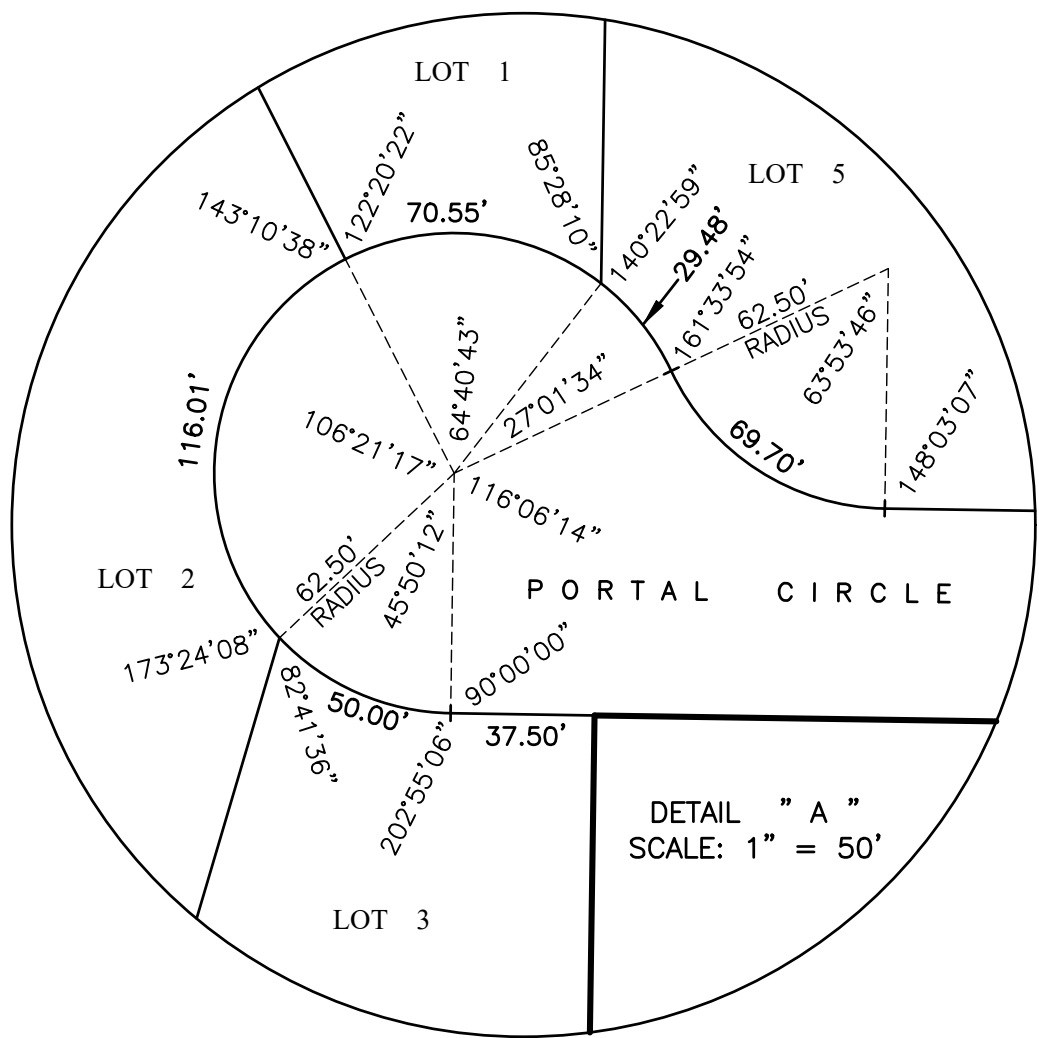 LOT 1
LOT 5
122°20'22"
85°28'10"
143°10'38"
70.55'
140°22'59"
29.48'
161°33'54"
62.50'
RADIUS
63°53'46"
64°40'43"
27°01'34"
116.01'
106°21'17"
116°06'14"
69.70'
148°03'07"
62.50'
RADIUS
45°50'12"
LOT 2
PORTAL CIRCLE
173°24'08"
82°41'36"
50.00'
90°00'00"
37.50'
202°55'06"
DETAIL " A "
SCALE: 1" = 50'
LOT 3